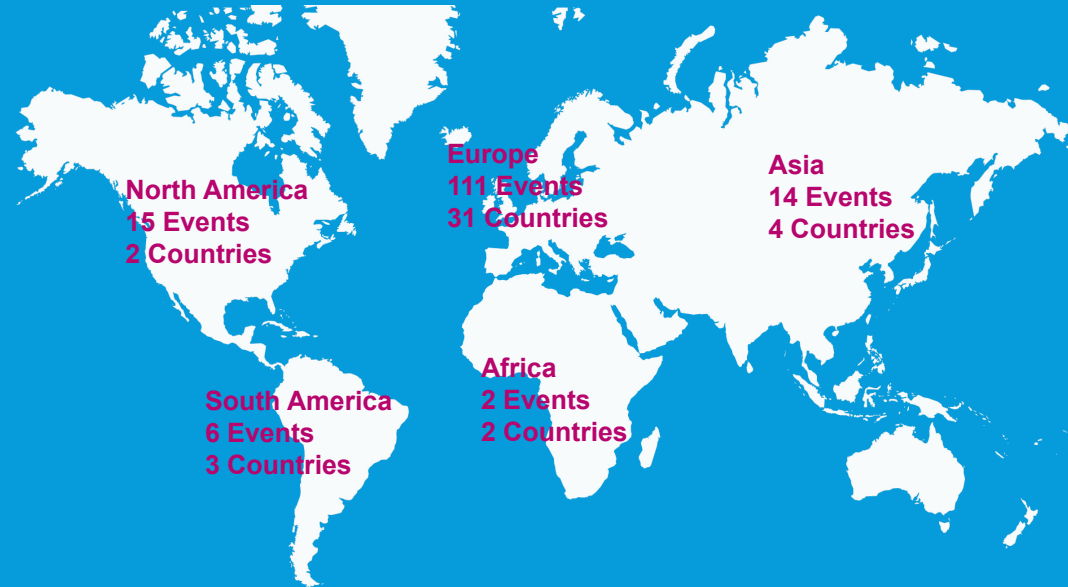 North America
15 Events
2 Countries
Europe
111 Events
31 Countries
Asia
14 Events
4 Countries
South America
6 Events
3 Countries
Africa
2 Events
2 Countries